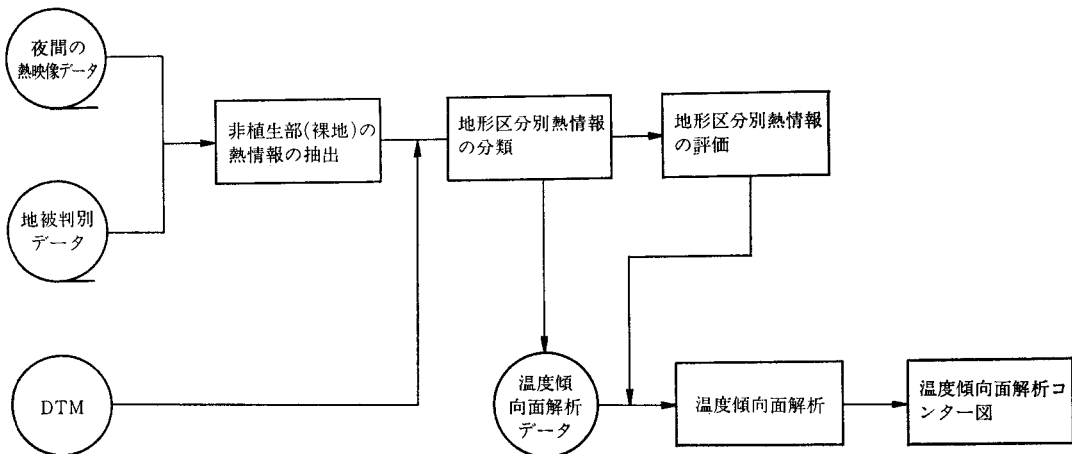 夜間の
熱映像データ
地被判別
データ
DTM
非植生部(裸地)の
熱情報の抽出
地形区分別熱情報
の分類
地形区分別熱情報
の評価
温度傾
向面解析
データ
温度傾向面解析
温度傾向面解析コ
ンター図